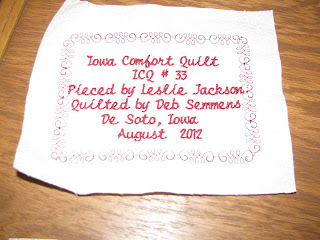 Iowa Comfort Quilt
ICQ # 33
Pieced by Leslie Jackson
Quilted by Deb Semmens
De Soto, Iowa
August 2012